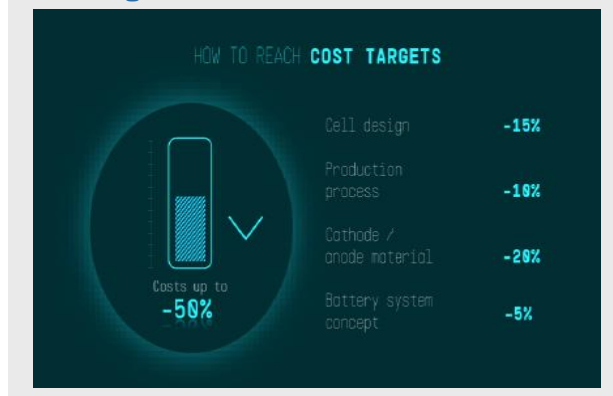 HOW TO REACH COST TARGETS
Cell design -15%
Production
process -10%
Cathode /
anode material -20%
Battery system
concept -5%
Costs up to
-50%